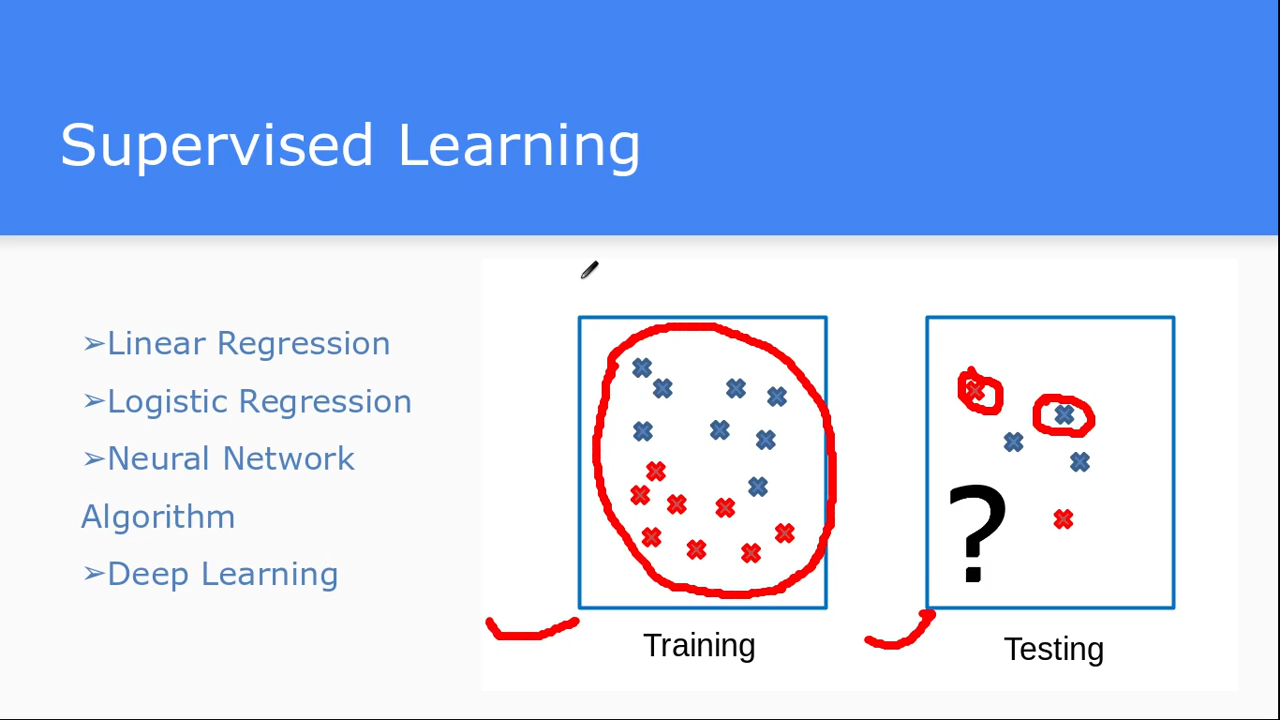 Supervised Learning
➢Linear Regression
➢Logistic Regression
➢Neural Network
Algorithm
➢Deep Learning
?
Training
Testing